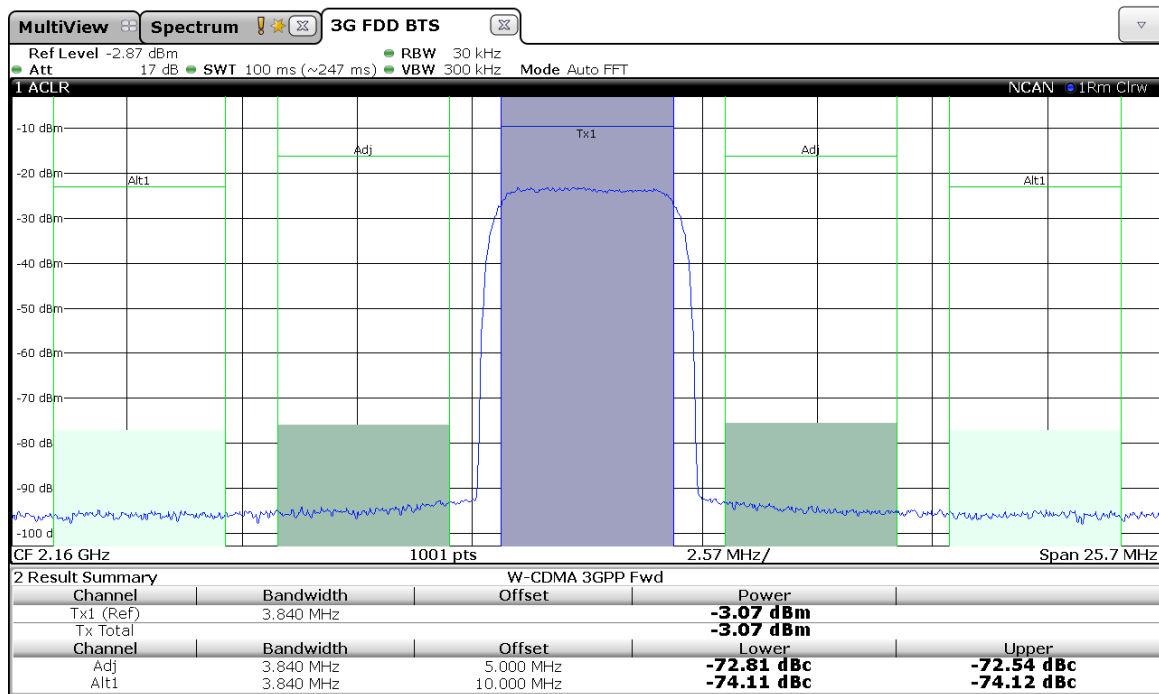 MultiView Spectrum 3G FDD BTS
Ref Level -2.87 dBm RBW 30 kHz
Att 17 dB SWT 100 ms (~247 ms) VBW 300 kHz Mode Auto FFT
1 ACLR NCAN 1Rm Clrw
-10 dBm
Tx1
Adj Adj
-20 dBm
Alt1 Alt1
-30 dBm
-40 dBm
-50 dBm
-60 dBm
-70 dBm
-80 dB
-90 dB
-100 d
CF 2.16 GHz 1001 pts 2.57 MHz/ Span 25.7 MHz
2 Result Summary W-CDMA 3GPP Fwd
Channel Bandwidth Offset Power
Tx1 (Ref) 3.840 MHz -3.07 dBm
Tx Total -3.07 dBm
Channel Bandwidth Offset Lower Upper
Adj 3.840 MHz 5.000 MHz -72.81 dBc -72.54 dBc
Alt1 3.840 MHz 10.000 MHz -74.11 dBc -74.12 dBc